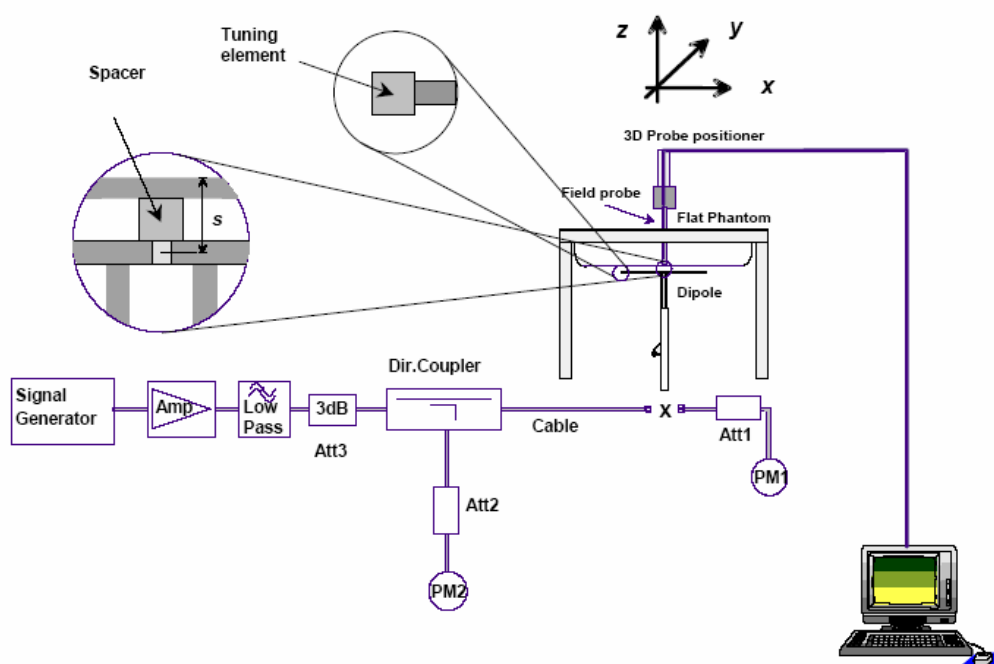 Tuning
element
Spacer
s
z
y
x
3D Probe positioner
Field probe
Flat Phantom
Dipole
Dir.Coupler
Signal
Generator
Amp
Low
Pass
3dB
Att3
Cable
X
Att1
PM1
Att2
PM2